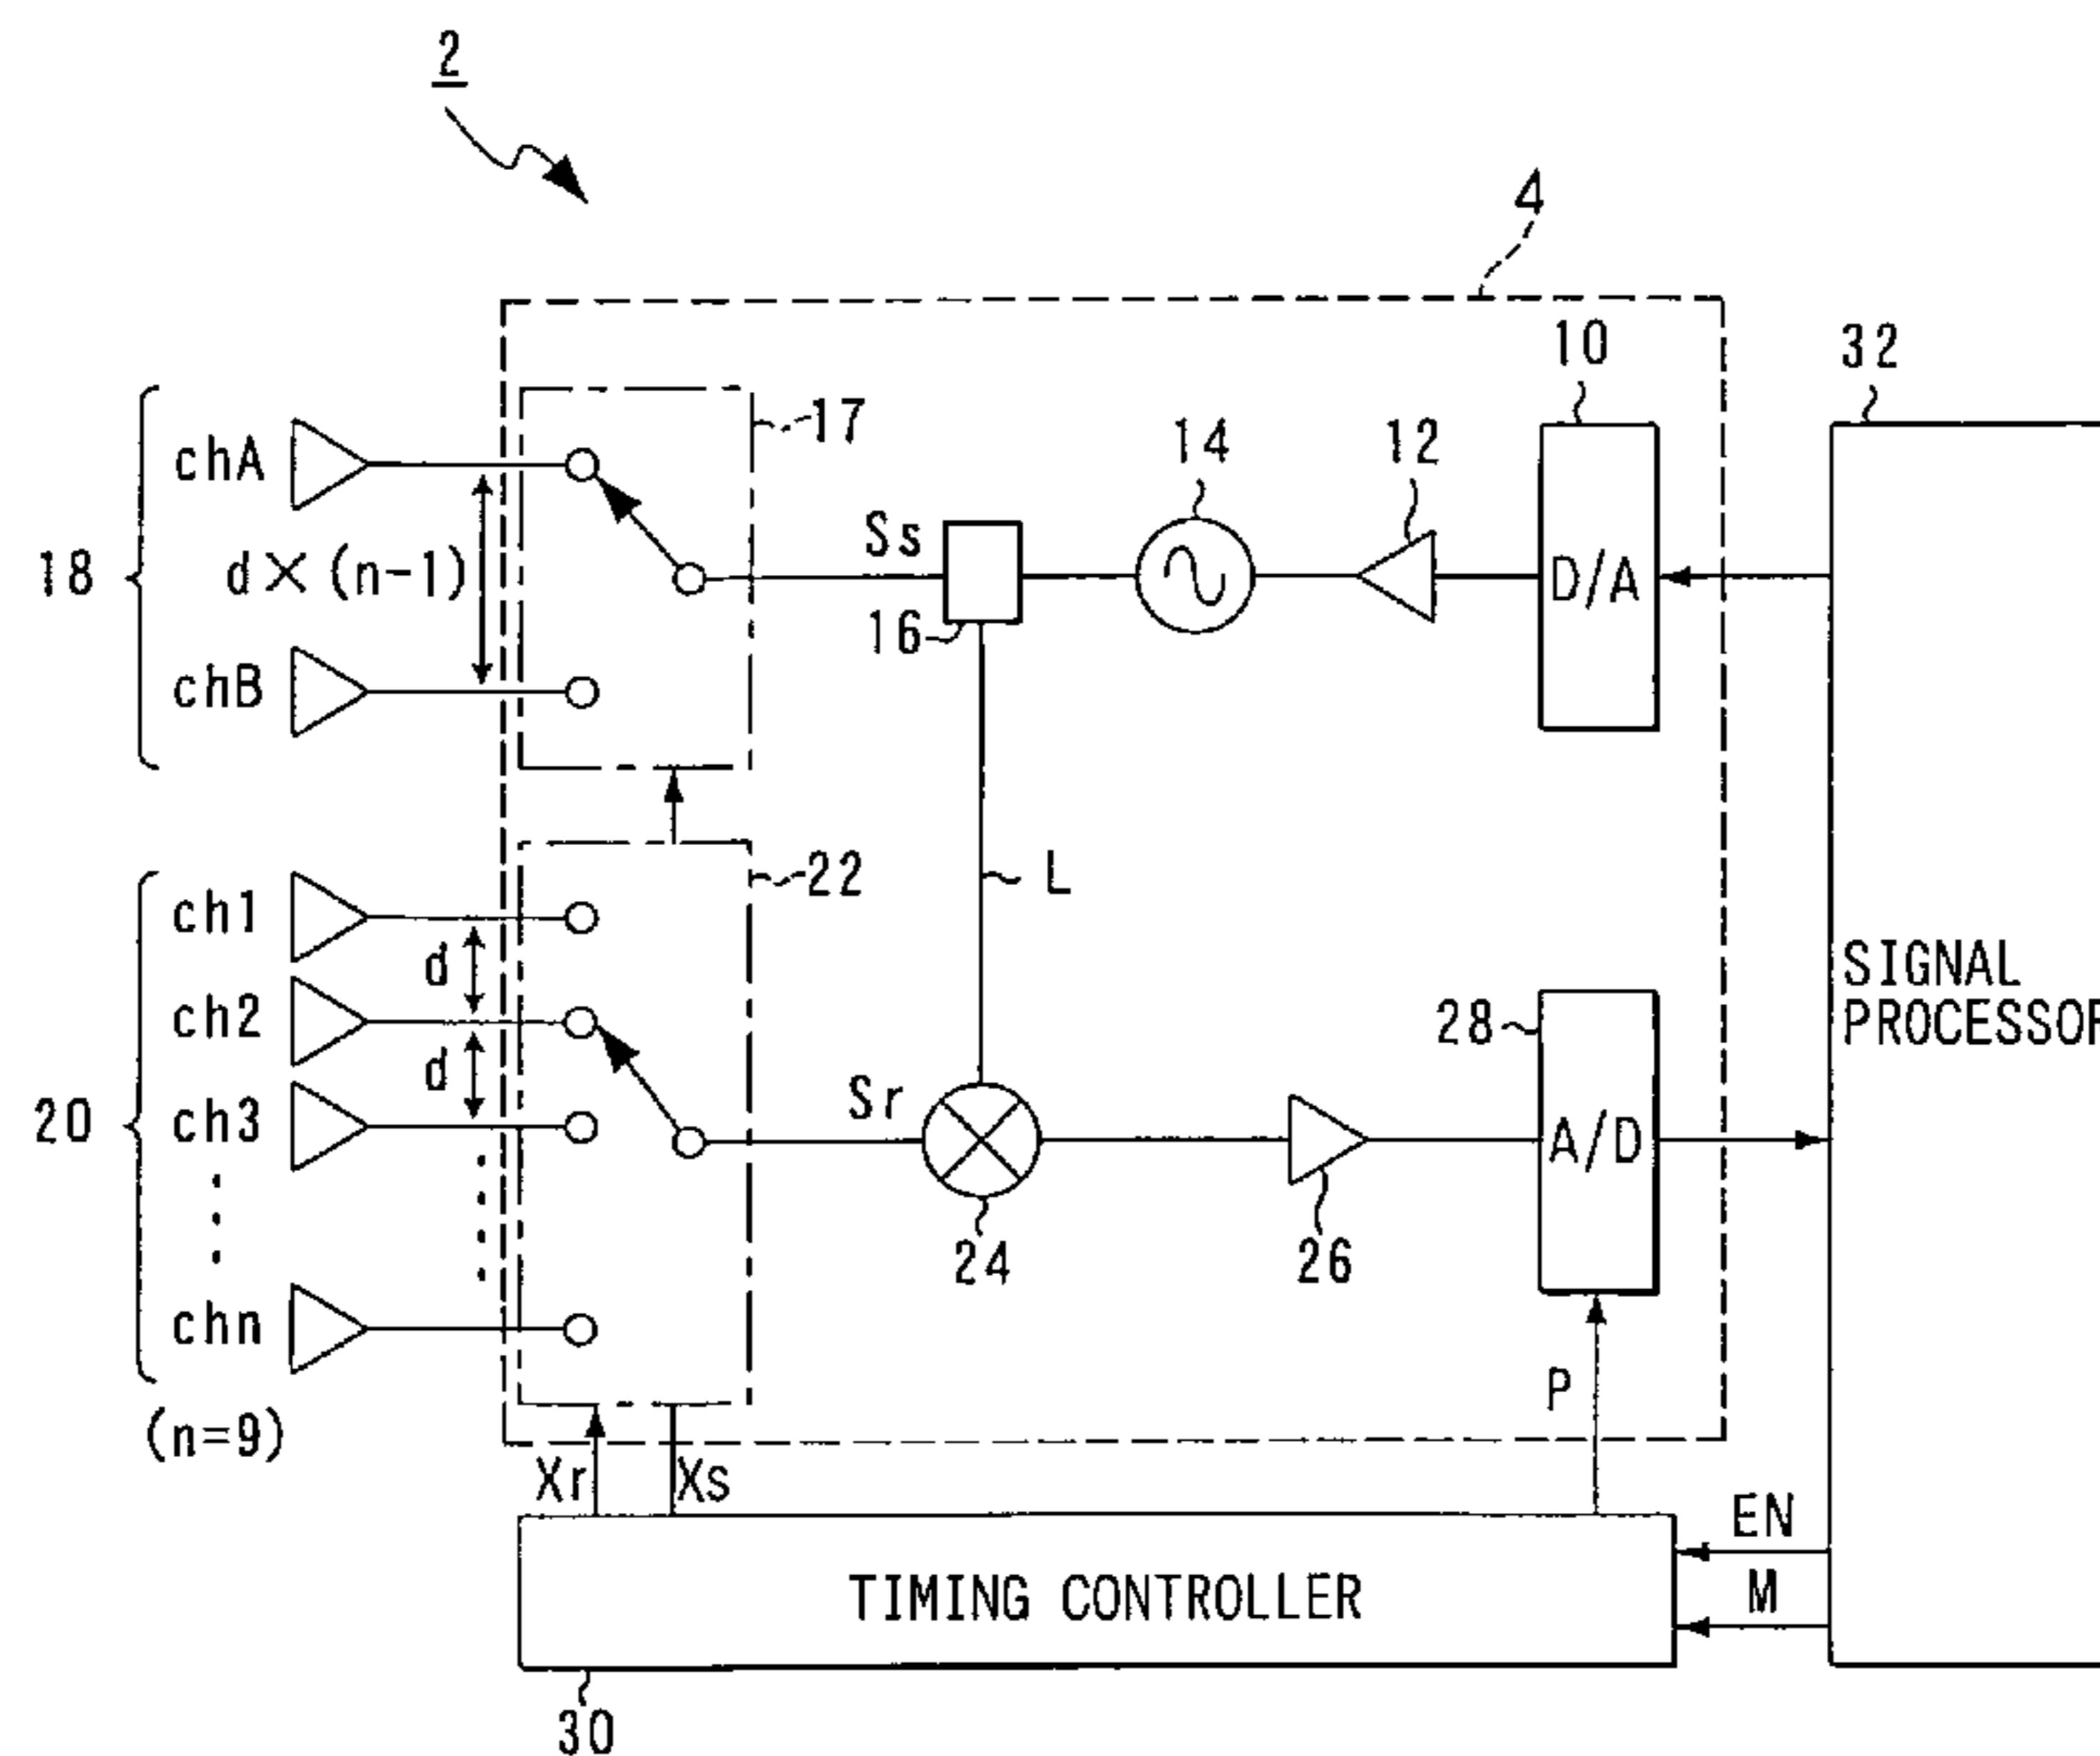 2
4
10
32
17
12
14
chA
Ss
18
d×(n-1)
D/A
16
chB
22
L
ch1
d
SIGNAL
PROCESSOR
ch2
28
d
Sr
20
ch3
A/D
24
26
chn
P
(n=9)
Xr
Xs
EN
M
TIMING CONTROLLER
30